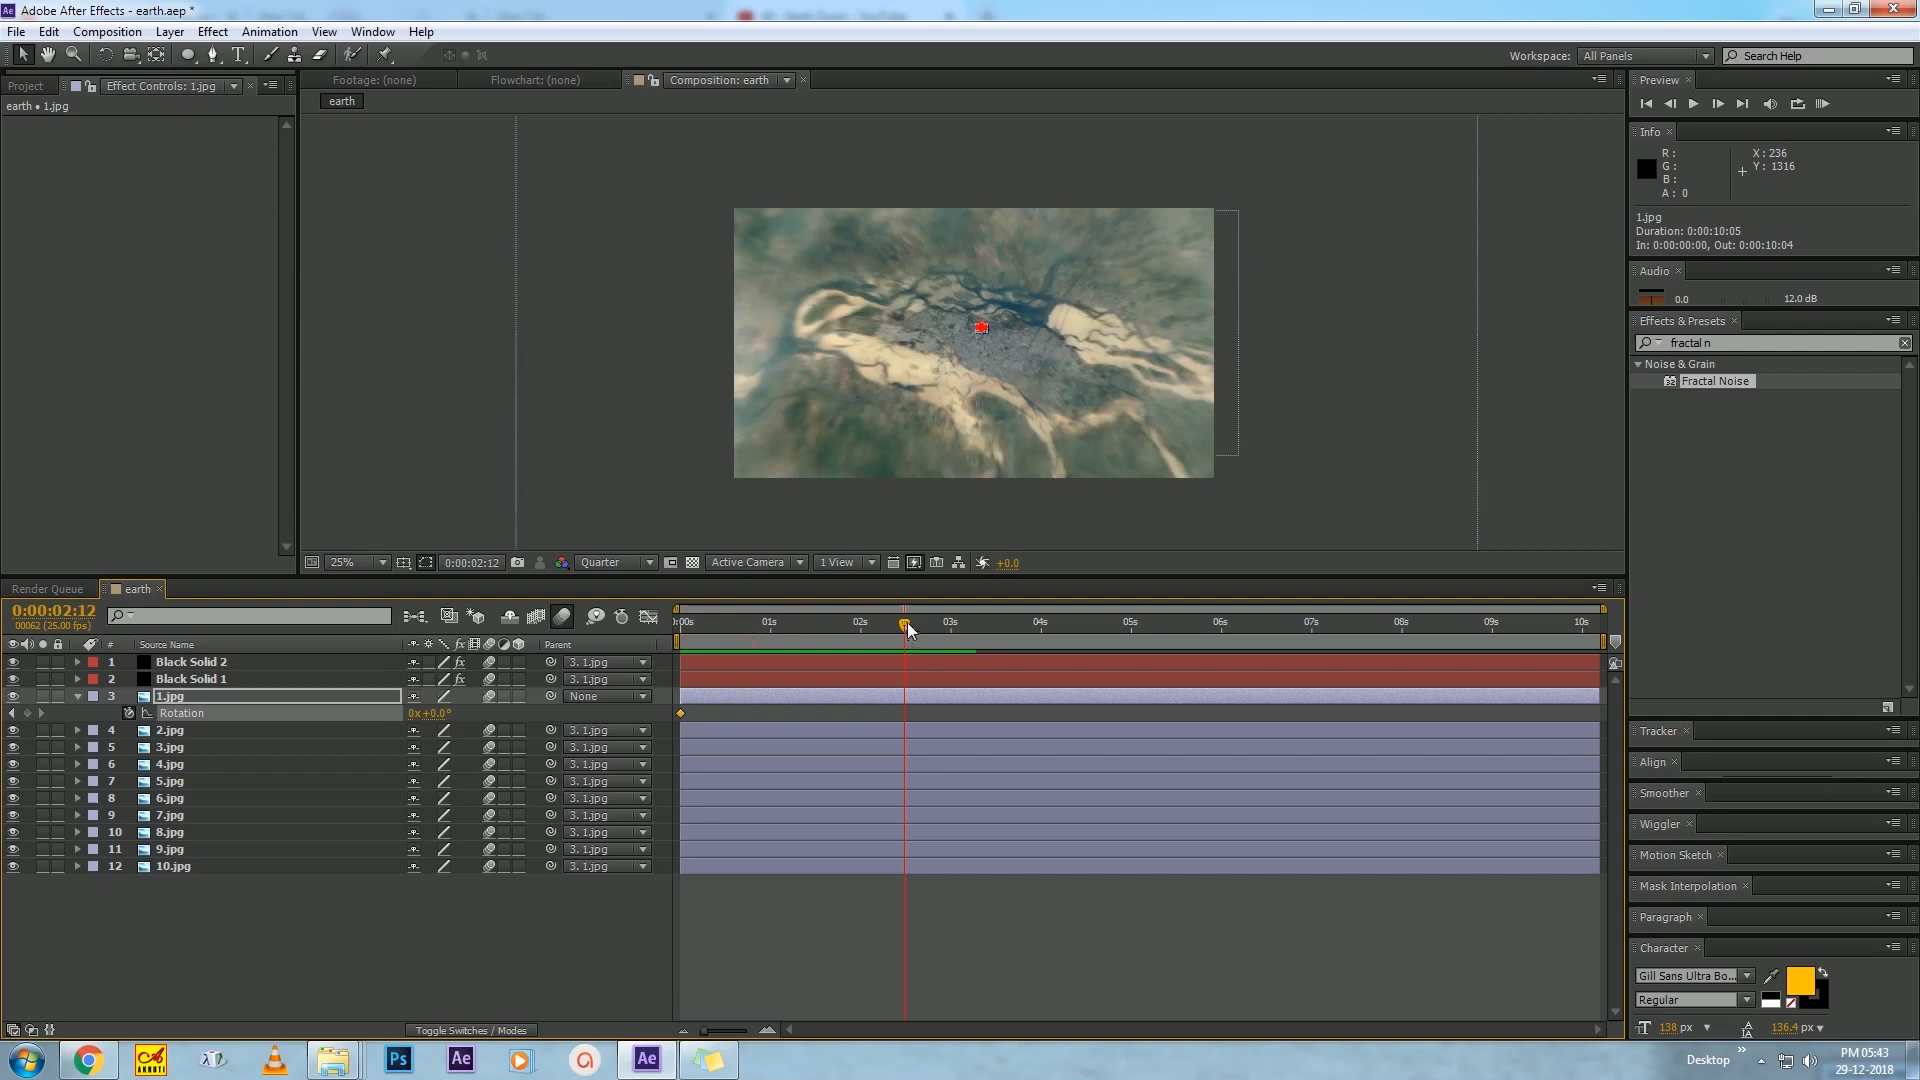 Adobe After Effects - earth.aep *
File Edit Composition Layer Effect Animation View Window Help
Workspace: All Panels Search Help
Project Effect Controls: 1.jpg
earth • 1.jpg
Footage: (none) Flowchart: (none) Composition: earth
earth
25% 0:00:02:12 Quarter Active Camera 1 View +0.0
Preview
Info
R :
G :
B :
A : 0
X : 236
Y : 1316
1.jpg
Duration: 0:00:10:05
In: 0:00:00:00, Out: 0:00:10:04
Audio
0.0 12.0 dB
Effects & Presets
fractal n
Noise & Grain
32 Fractal Noise
Tracker
Align
Smoother
Wiggler
Motion Sketch
Mask Interpolation
Paragraph
Character
Gill Sans Ultra Bo...
Regular
138 px 136.4 px
Render Queue earth
0:00:02:12
00062 (25.00 fps)
0:00s 01s 02s 03s 04s 05s 06s 07s 08s 09s 10s
# Source Name fx Parent
1 Black Solid 2 fx 3. 1.jpg
2 Black Solid 1 fx 3. 1.jpg
3 1.jpg None
Rotation 0x+0.0°
4 2.jpg 3. 1.jpg
5 3.jpg 3. 1.jpg
6 4.jpg 3. 1.jpg
7 5.jpg 3. 1.jpg
8 6.jpg 3. 1.jpg
9 7.jpg 3. 1.jpg
10 8.jpg 3. 1.jpg
11 9.jpg 3. 1.jpg
12 10.jpg 3. 1.jpg
Toggle Switches / Modes
AKRUTI Ps Ae Ae
Desktop
PM 05:43
29-12-2018